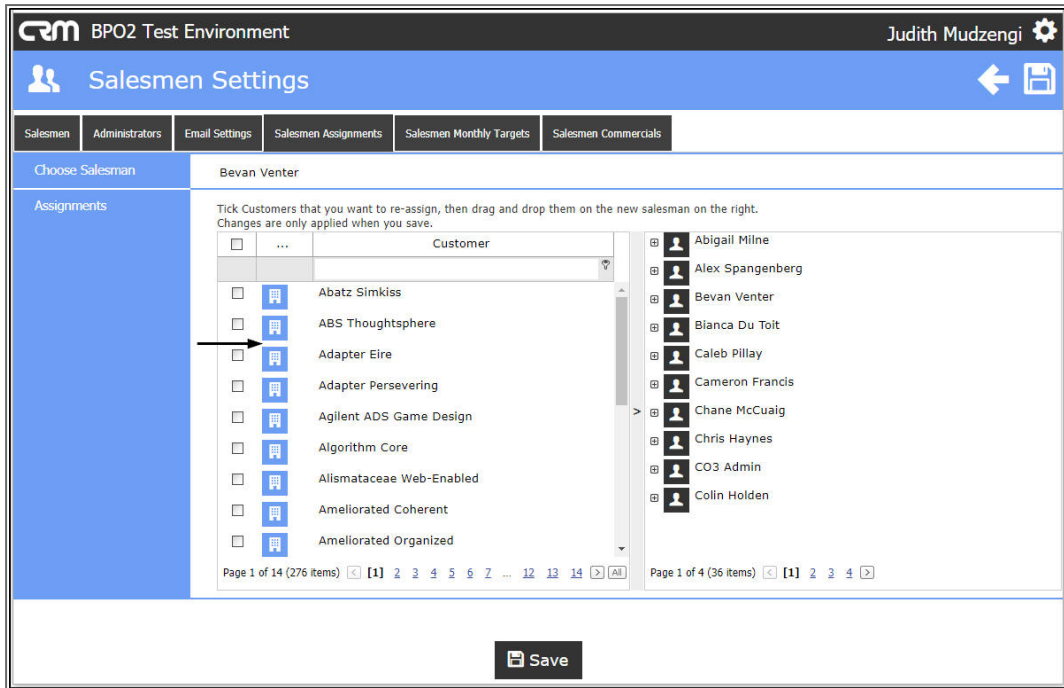 CRM BPO2 Test Environment Judith Mudzengi
Salesmen Settings
Salesmen Administrators Email Settings Salesmen Assignments Salesmen Monthly Targets Salesmen Commercials
Choose Salesman Bevan Venter
Assignments
Tick Customers that you want to re-assign, then drag and drop them on the new salesman on the right.
Changes are only applied when you save.
... Customer
Abatz Simkiss
ABS Thoughtsphere
Adapter Eire
Adapter Persevering
Agilent ADS Game Design
Algorithm Core
Alismataceae Web-Enabled
Ameliorated Coherent
Ameliorated Organized
Page 1 of 14 (276 items) < [1] 2 3 4 5 6 7 ... 12 13 14 > All
>
Abigail Milne
Alex Spangenberg
Bevan Venter
Bianca Du Toit
Caleb Pillay
Cameron Francis
Chane McCuaig
Chris Haynes
CO3 Admin
Colin Holden
Page 1 of 4 (36 items) < [1] 2 3 4 >
Save